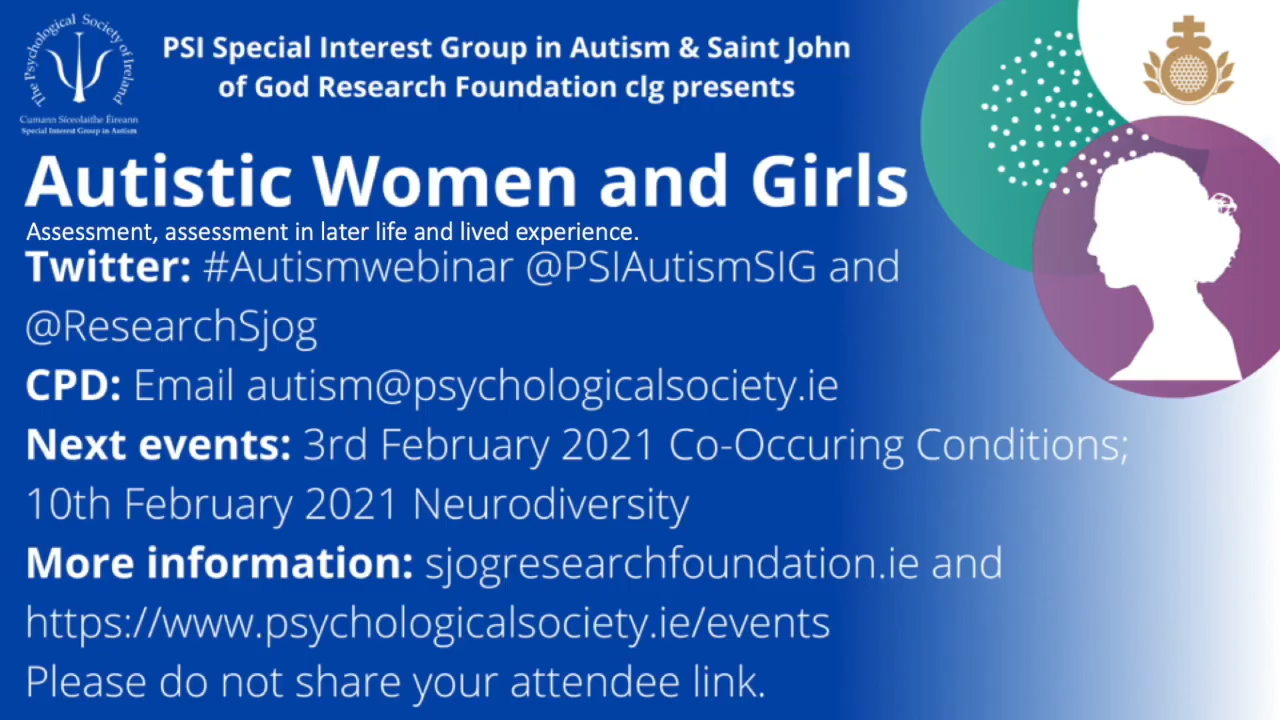 The Psychological Society of Ireland
Cumann Síceolaithe Éireann
Special Interest Group in Autism
PSI Special Interest Group in Autism & Saint John
of God Research Foundation clg presents
Autistic Women and Girls
Assessment, assessment in later life and lived experience.
Twitter: #Autismwebinar @PSIAutismSIG and
@ResearchSjog
CPD: Email autism@psychologicalsociety.ie
Next events: 3rd February 2021 Co-Occuring Conditions;
10th February 2021 Neurodiversity
More information: sjogresearchfoundation.ie and
https://www.psychologicalsociety.ie/events
Please do not share your attendee link.